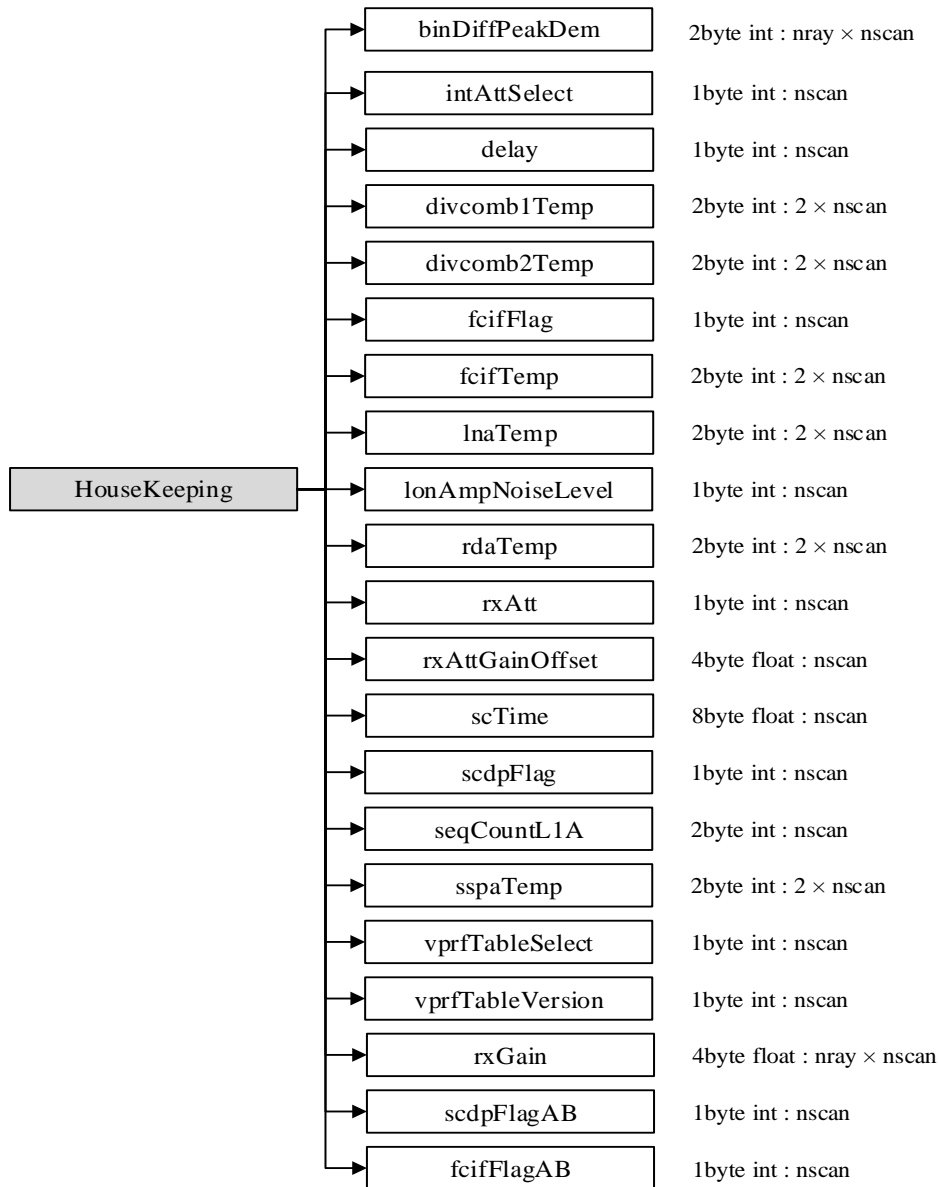 binDiffPeakDem 2byte int : nray × nscan
intAttSelect 1byte int : nscan
delay 1byte int : nscan
divcomb1Temp 2byte int : 2 × nscan
divcomb2Temp 2byte int : 2 × nscan
fcifFlag 1byte int : nscan
fcifTemp 2byte int : 2 × nscan
lnaTemp 2byte int : 2 × nscan
HouseKeeping lonAmpNoiseLevel 1byte int : nscan
rdaTemp 2byte int : 2 × nscan
rxAtt 1byte int : nscan
rxAttGainOffset 4byte float : nscan
scTime 8byte float : nscan
scdpFlag 1byte int : nscan
seqCountL1A 2byte int : nscan
sspaTemp 2byte int : 2 × nscan
vprfTableSelect 1byte int : nscan
vprfTableVersion 1byte int : nscan
rxGain 4byte float : nray × nscan
scdpFlagAB 1byte int : nscan
fcifFlagAB 1byte int : nscan